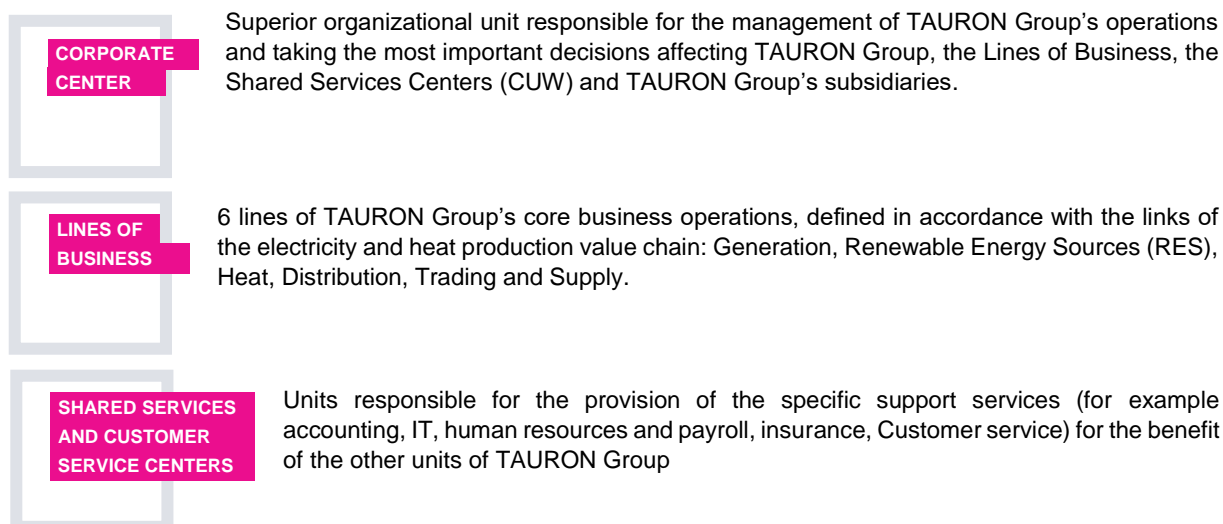 CORPORATE
CENTER
Superior organizational unit responsible for the management of TAURON Group’s operations
and taking the most important decisions affecting TAURON Group, the Lines of Business, the
Shared Services Centers (CUW) and TAURON Group’s subsidiaries.
LINES OF
BUSINESS
6 lines of TAURON Group’s core business operations, defined in accordance with the links of
the electricity and heat production value chain: Generation, Renewable Energy Sources (RES),
Heat, Distribution, Trading and Supply.
SHARED SERVICES
AND CUSTOMER
SERVICE CENTERS
Units responsible for the provision of the specific support services (for example
accounting, IT, human resources and payroll, insurance, Customer service) for the benefit
of the other units of TAURON Group